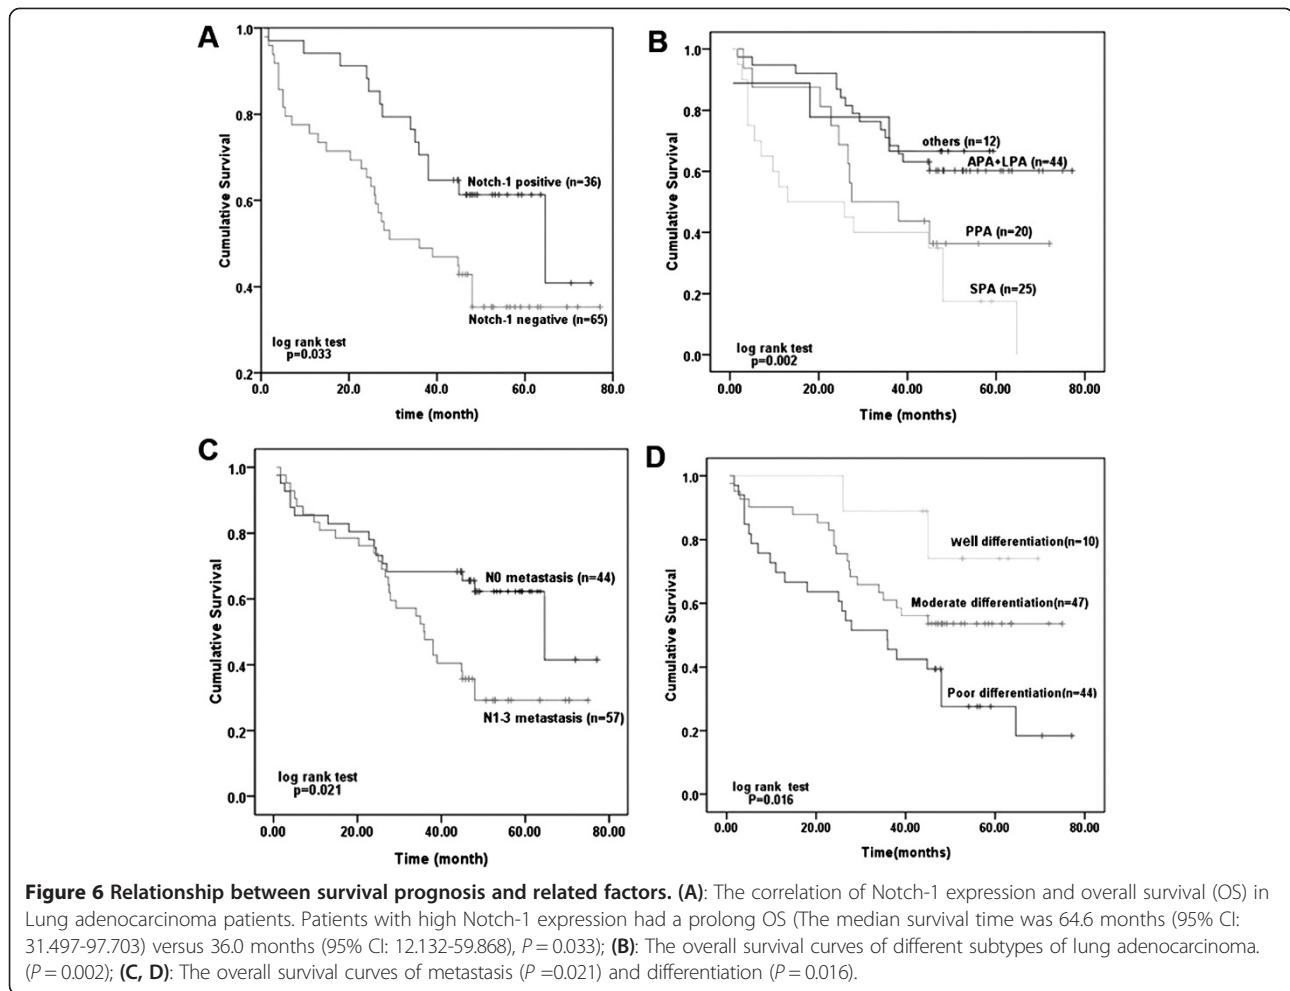 A
1.0
0.8
0.6
0.4
0.2
0.0
20.0
40.0
60.0
80.0
Cumulative Survival
time (month)
Notch-1 positive (n=36)
Notch-1 negative (n=65)
log rank test
p=0.033
B
1.0
0.8
0.6
0.4
0.2
0.0
0.0
20.00
40.00
60.00
80.00
Cumulative Survival
Time (months)
others (n=12)
APA+LPA (n=44)
PPA (n=20)
SPA (n=25)
log rank test
p=0.002
C
1.0
0.8
0.6
0.4
0.2
0.0
0.00
20.00
40.00
60.00
80.00
Cumulative Survival
Time (month)
N0 metastasis (n=44)
N1-3 metastasis (n=57)
log rank test
p=0.021
D
1.0
0.8
0.6
0.4
0.2
0.0
0.00
20.00
40.00
60.00
80.00
Cumulative Survival
Time(months)
Well differentiation(n=10)
Moderate differentiation(n=47)
Poor differentiation(n=44)
log rank test
P=0.016
Figure 6 Relationship between survival prognosis and related factors. (A): The correlation of Notch-1 expression and overall survival (OS) in
Lung adenocarcinoma patients. Patients with high Notch-1 expression had a prolong OS (The median survival time was 64.6 months (95% CI:
31.497-97.703) versus 36.0 months (95% CI: 12.132-59.868), P = 0.033); (B): The overall survival curves of different subtypes of lung adenocarcinoma.
(P = 0.002); (C, D): The overall survival curves of metastasis (P =0.021) and differentiation (P = 0.016).